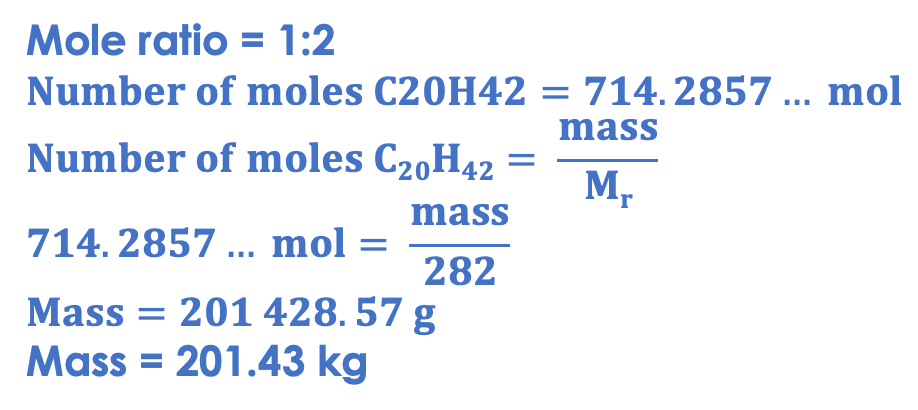 Mole ratio = 1:2
Number of moles C20H42 = 714. 2857 … mol
Number of moles C₂₀H₄₂ = mass / Mᵣ
714. 2857 … mol = mass / 282
Mass = 201 428. 57 g
Mass = 201.43 kg